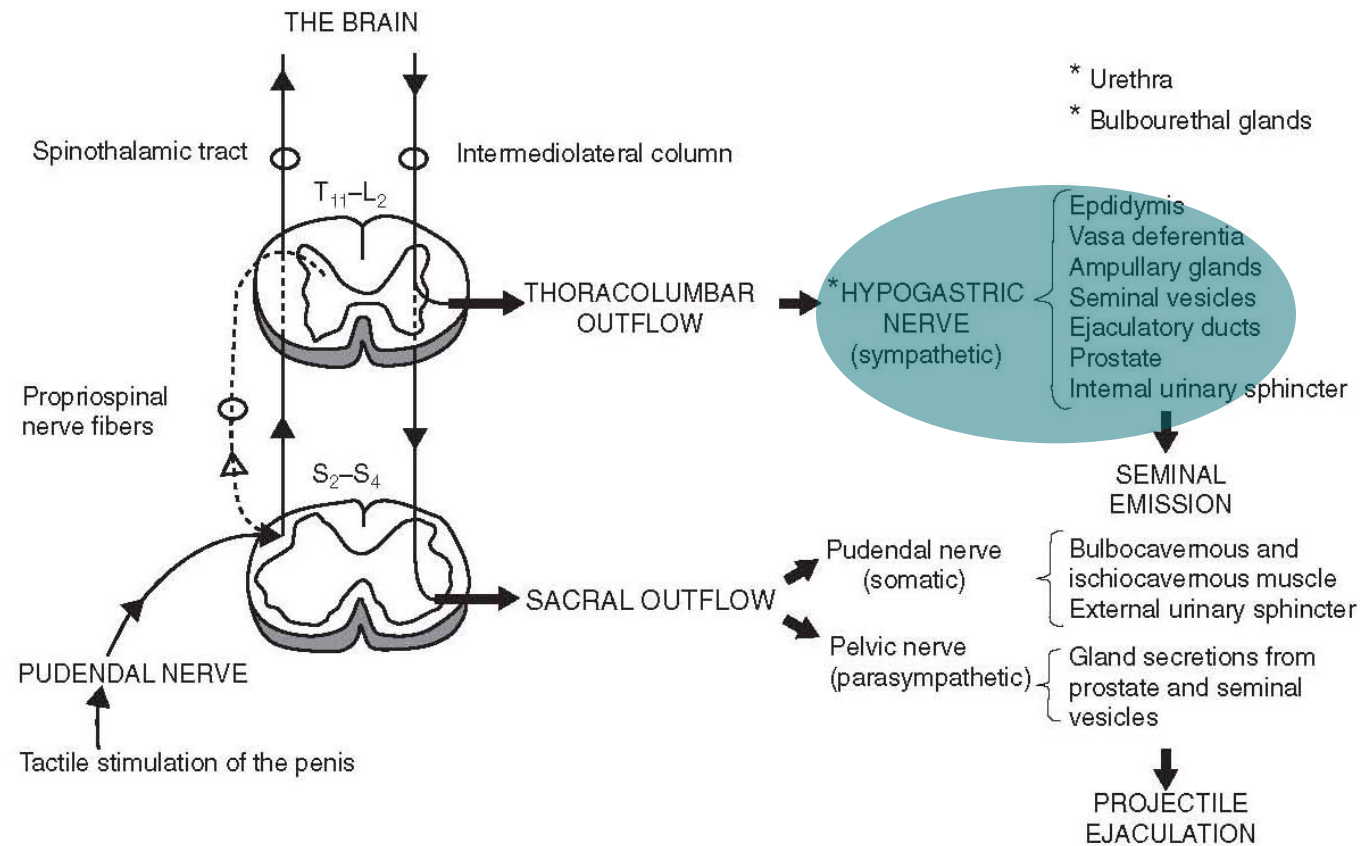 THE BRAIN
* Urethra
* Bulbourethal glands
Spinothalamic tract
Intermediolateral column
T11–L2
Epdidymis
Vasa deferentia
Ampullary glands
Seminal vesicles
Ejaculatory ducts
Prostate
Internal urinary sphincter
THORACOLUMBAR
OUTFLOW
*HYPOGASTRIC
NERVE
(sympathetic)
Propriospinal
nerve fibers
S2–S4
SEMINAL
EMISSION
SACRAL OUTFLOW
Pudendal nerve
(somatic)
Bulbocavernous and
ischiocavernous muscle
External urinary sphincter
Pelvic nerve
(parasympathetic)
Gland secretions from
prostate and seminal
vesicles
PUDENDAL NERVE
Tactile stimulation of the penis
PROJECTILE
EJACULATION